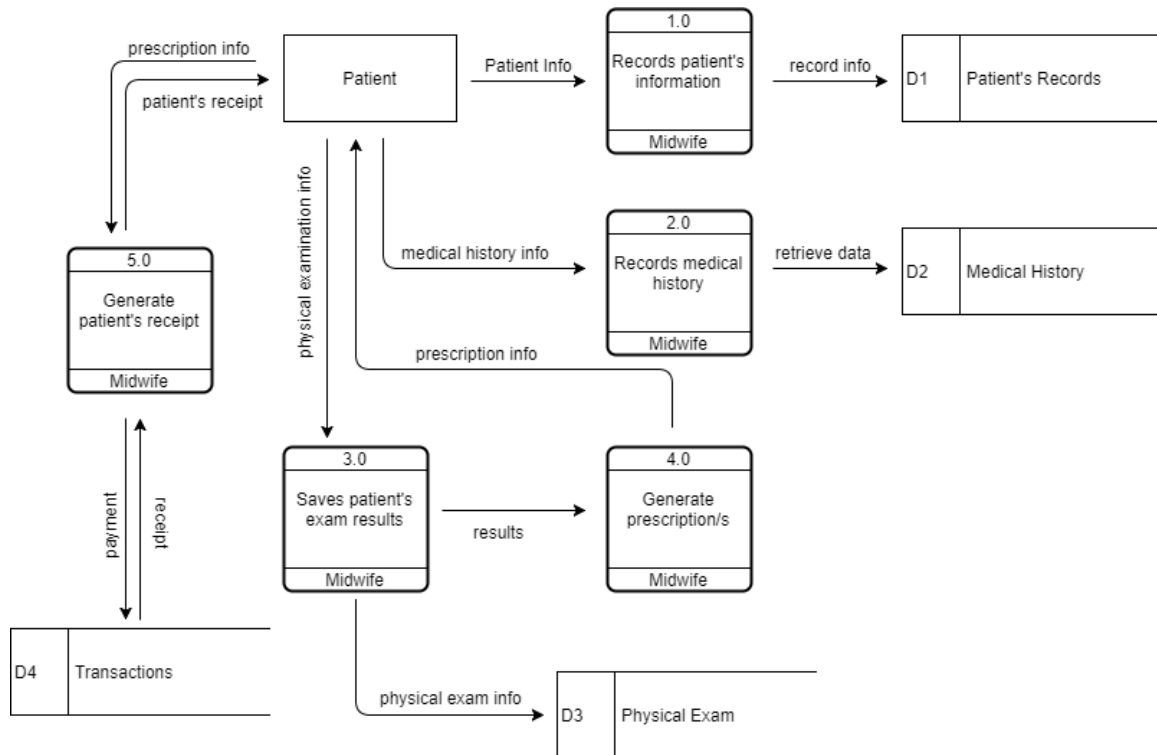 prescription info
patient's receipt
Patient
Patient Info
1.0
Records patient's
information
Midwife
record info
D1
Patient's Records
physical examination info
medical history info
2.0
Records medical
history
Midwife
retrieve data
D2
Medical History
5.0
Generate
patient's receipt
Midwife
prescription info
3.0
Saves patient's
exam results
Midwife
results
4.0
Generate
prescription/s
Midwife
payment
receipt
D4
Transactions
physical exam info
D3
Physical Exam